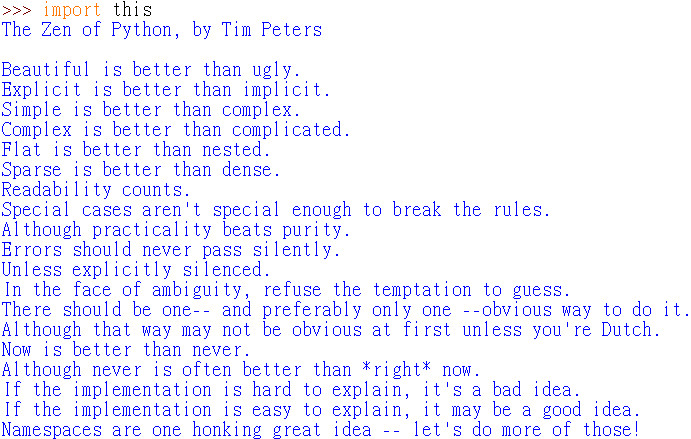 >>> import this
The Zen of Python, by Tim Peters

Beautiful is better than ugly.
Explicit is better than implicit.
Simple is better than complex.
Complex is better than complicated.
Flat is better than nested.
Sparse is better than dense.
Readability counts.
Special cases aren't special enough to break the rules.
Although practicality beats purity.
Errors should never pass silently.
Unless explicitly silenced.
In the face of ambiguity, refuse the temptation to guess.
There should be one-- and preferably only one --obvious way to do it.
Although that way may not be obvious at first unless you're Dutch.
Now is better than never.
Although never is often better than *right* now.
If the implementation is hard to explain, it's a bad idea.
If the implementation is easy to explain, it may be a good idea.
Namespaces are one honking great idea -- let's do more of those!